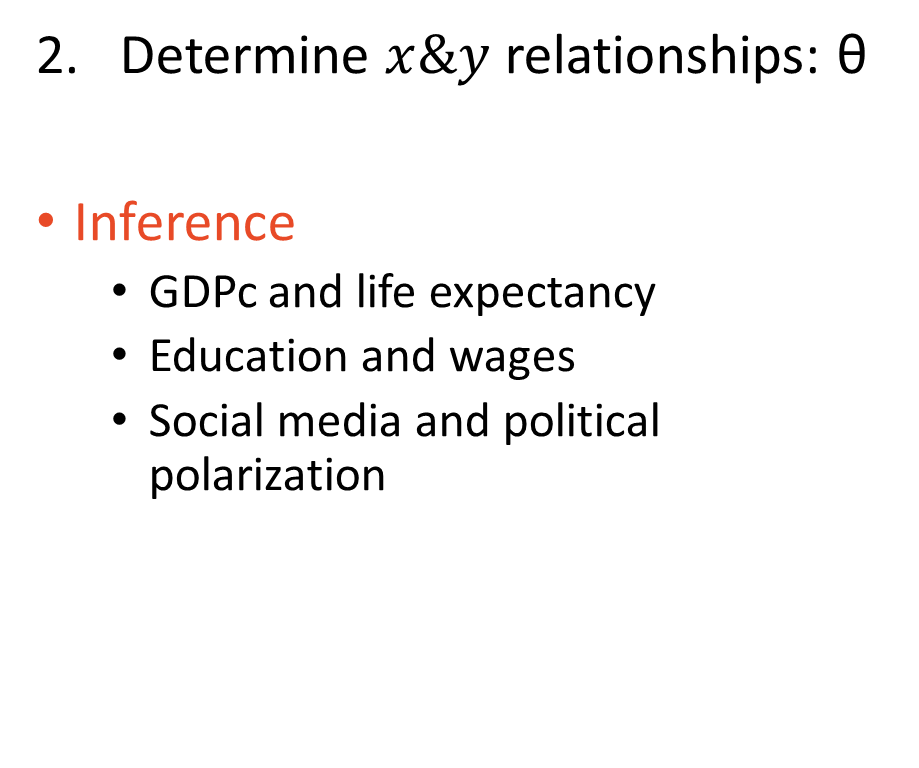 2. Determine x&y relationships: θ
• Inference
• GDPc and life expectancy
• Education and wages
• Social media and political
polarization